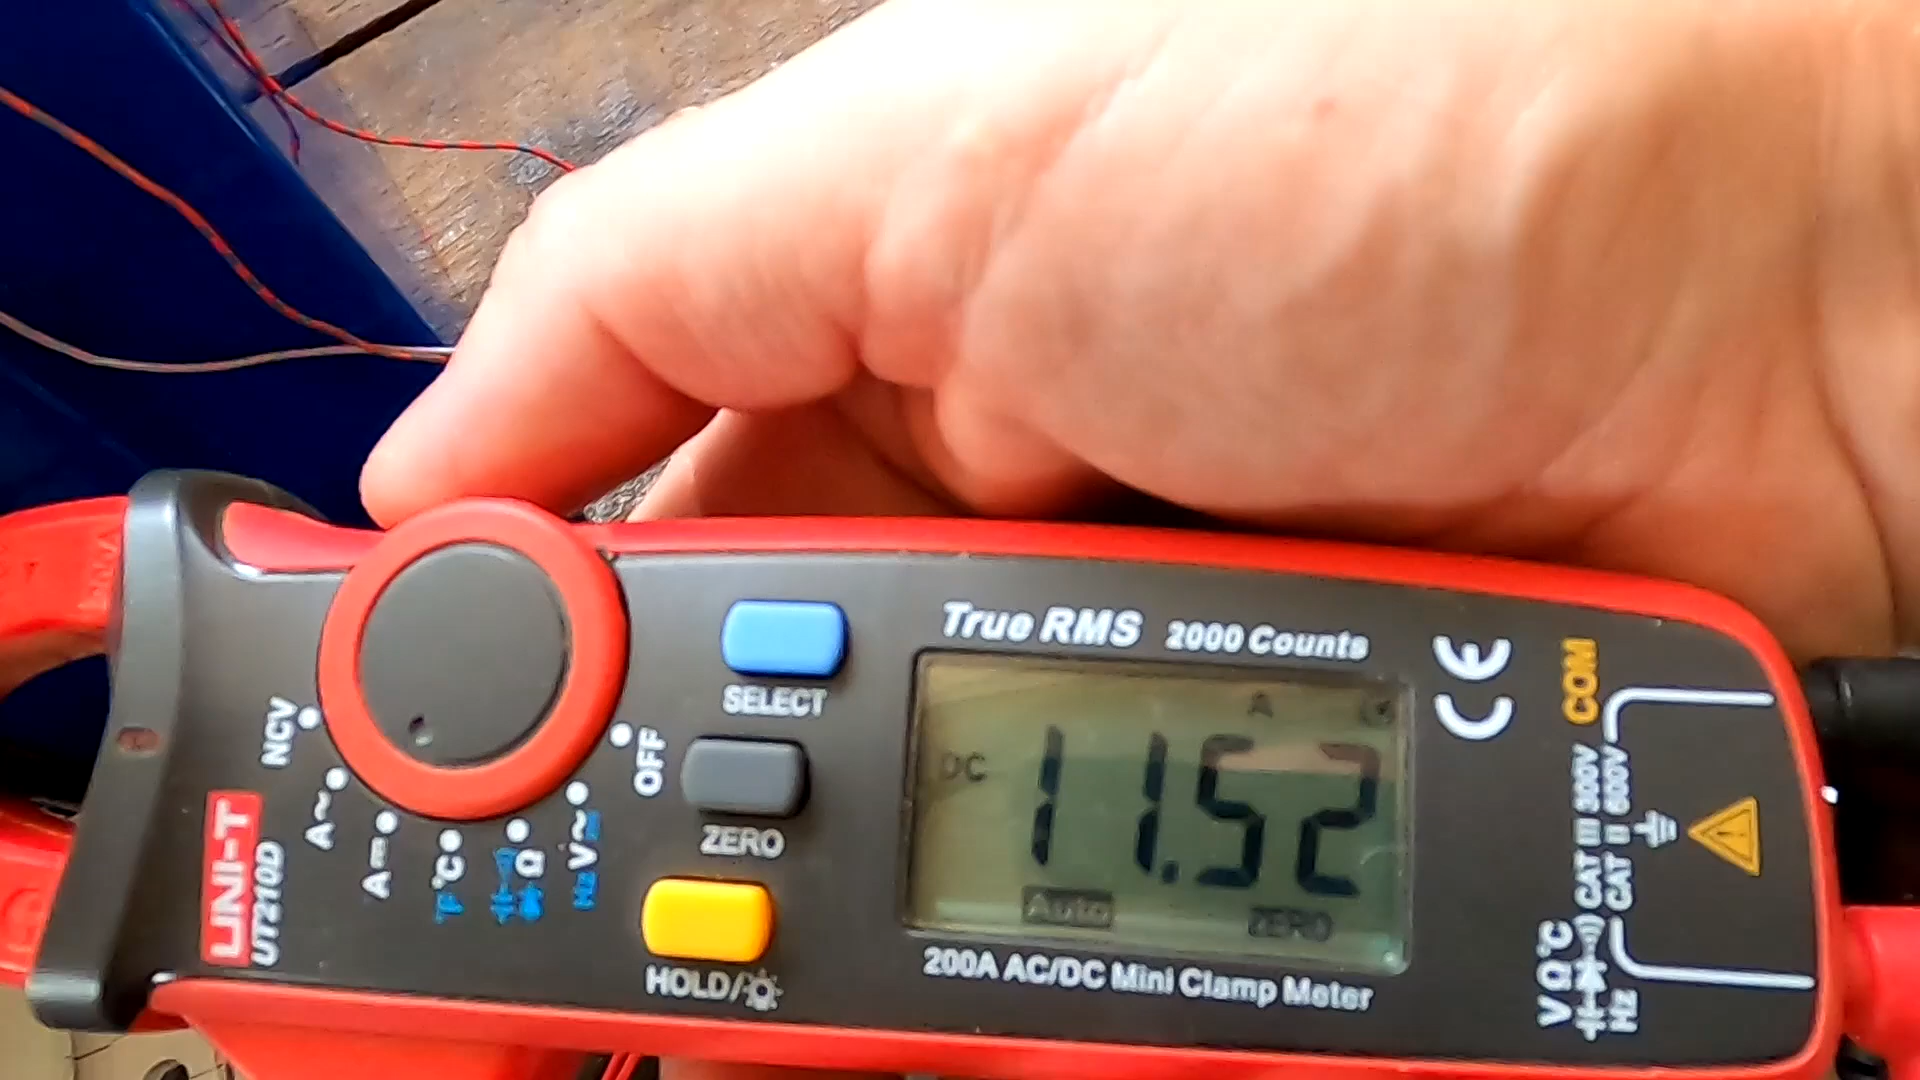 True RMS 2000 Counts
SELECT
A
DC
11.52
Auto
ZERO
200A AC/DC Mini Clamp Meter
ZERO
HOLD/
OFF
NCV
A~
A
°C
°F
Ω
V~
Hz
UNI-T
UT210D
CE
COM
CAT III 300V
CAT II 600V
VΩ°C
Hz